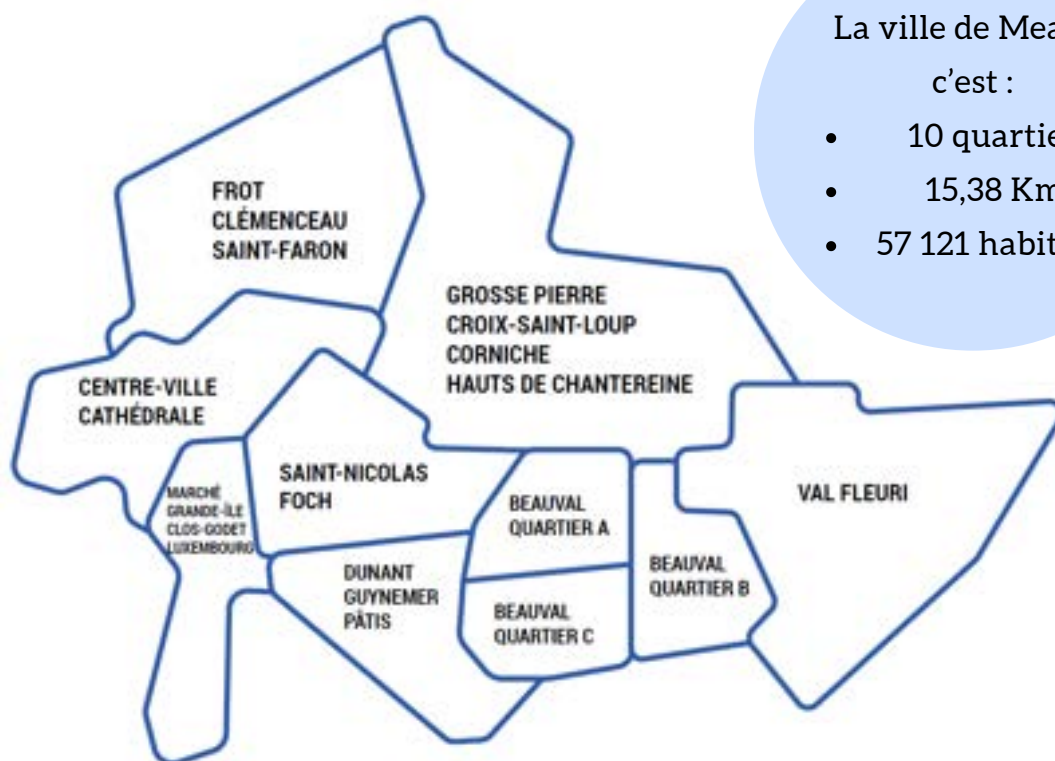 La ville de Mea
c'est :
• 10 quartie
• 15,38 Km
• 57 121 habit
FROT
CLÉMENCEAU
SAINT-FARON
GROSSE PIERRE
CROIX-SAINT-LOUP
CORNICHE
HAUTS DE CHANTEREINE
CENTRE-VILLE
CATHÉDRALE
MARCHÉ
GRANDE-ÎLE
CLOS-GODET
LUXEMBOURG
SAINT-NICOLAS
FOCH
BEAUVAL
QUARTIER A
VAL FLEURI
DUNANT
GUYNEMER
PÂTIS
BEAUVAL
QUARTIER C
BEAUVAL
QUARTIER B